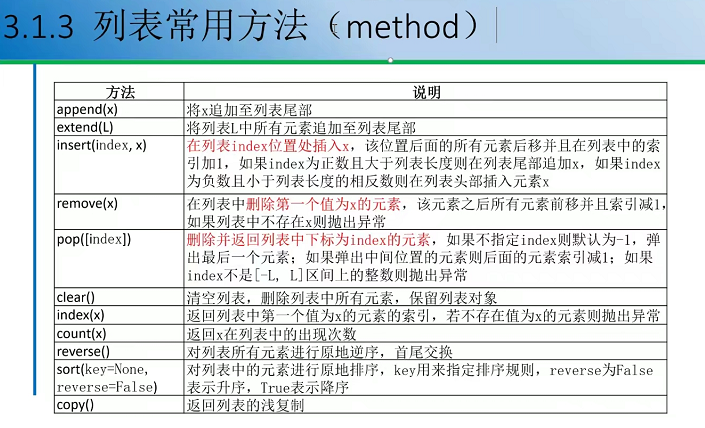 3.1.3 列表常用方法（method）
方法 说明
append(x) 将x追加至列表尾部
extend(L) 将列表L中所有元素追加至列表尾部
insert(index, x) 在列表index位置处插入x，该位置后面的所有元素后移并且在列表中的索
引加1，如果index为正数且大于列表长度则在列表尾部追加x，如果index
为负数且小于列表长度的相反数则在列表头部插入元素x
remove(x) 在列表中删除第一个值为x的元素，该元素之后所有元素前移并且索引减1，
如果列表中不存在x则抛出异常
pop([index]) 删除并返回列表中下标为index的元素，如果不指定index则默认为-1，弹
出最后一个元素；如果弹出中间位置的元素则后面的元素索引减1；如果
index不是[-L, L]区间上的整数则抛出异常
clear() 清空列表，删除列表中所有元素，保留列表对象
index(x) 返回列表中第一个值为x的元素的索引，若不存在值为x的元素则抛出异常
count(x) 返回x在列表中的出现次数
reverse() 对列表所有元素进行原地逆序，首尾交换
sort(key=None, 对列表中的元素进行原地排序，key用来指定排序规则，reverse为False
reverse=False) 表示升序，True表示降序
copy() 返回列表的浅复制